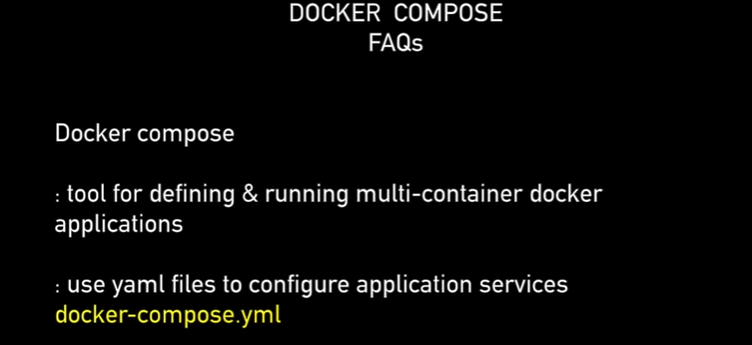 DOCKER COMPOSE
FAQs
Docker compose
: tool for defining & running multi-container docker
applications
: use yaml files to configure application services
docker-compose.yml